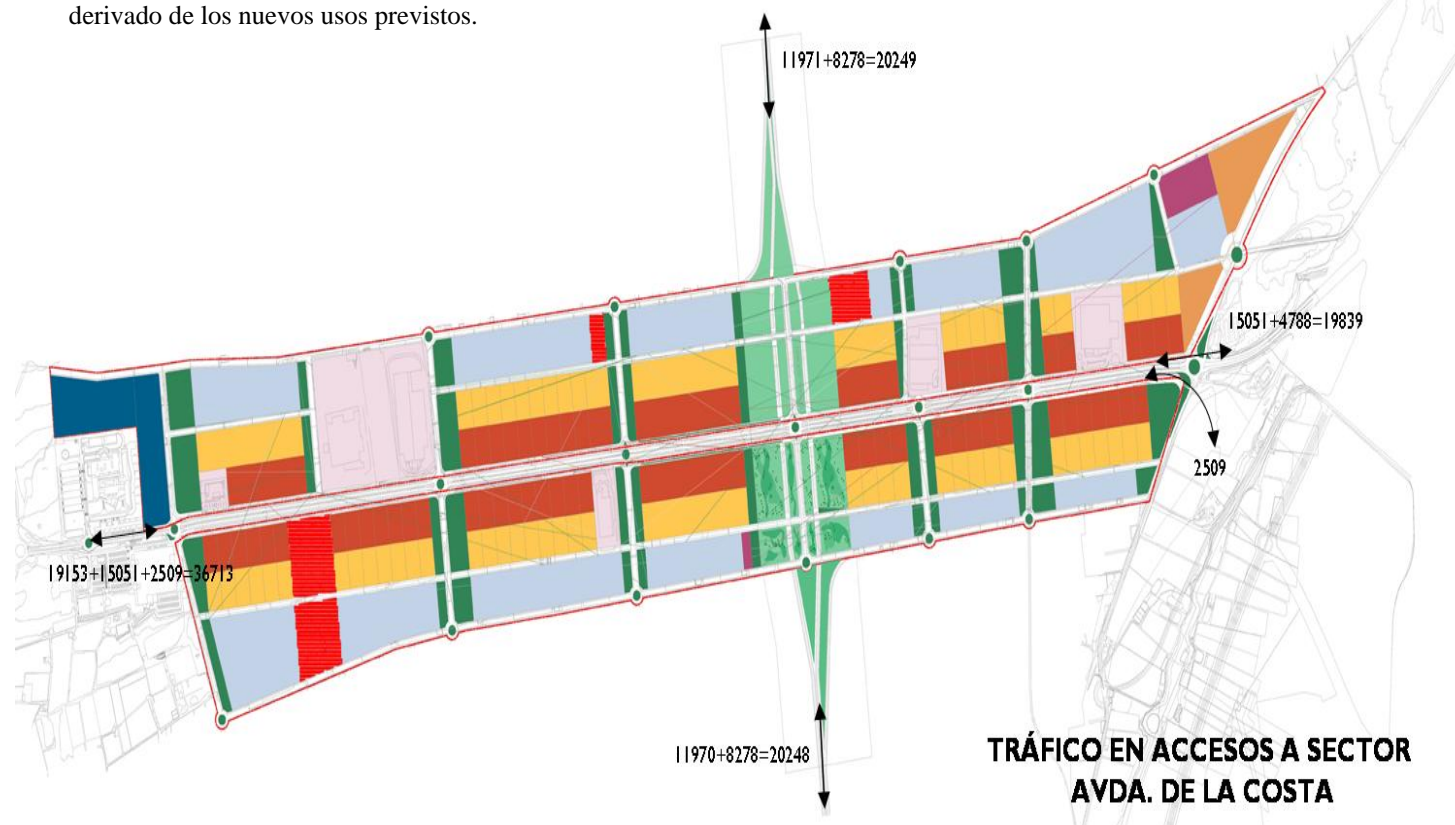 derivado de los nuevos usos previstos.
11971+8278=20249
15051+4788=19839
2509
19153+15051+2509=36713
11970+8278=20248
TRÁFICO EN ACCESOS A SECTOR
AVDA. DE LA COSTA